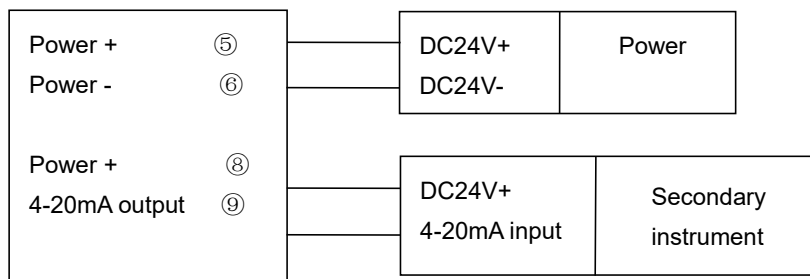 Power + ⑤
Power - ⑥
Power + ⑧
4-20mA output ⑨
DC24V+
DC24V-
Power
DC24V+
4-20mA input
Secondary
instrument